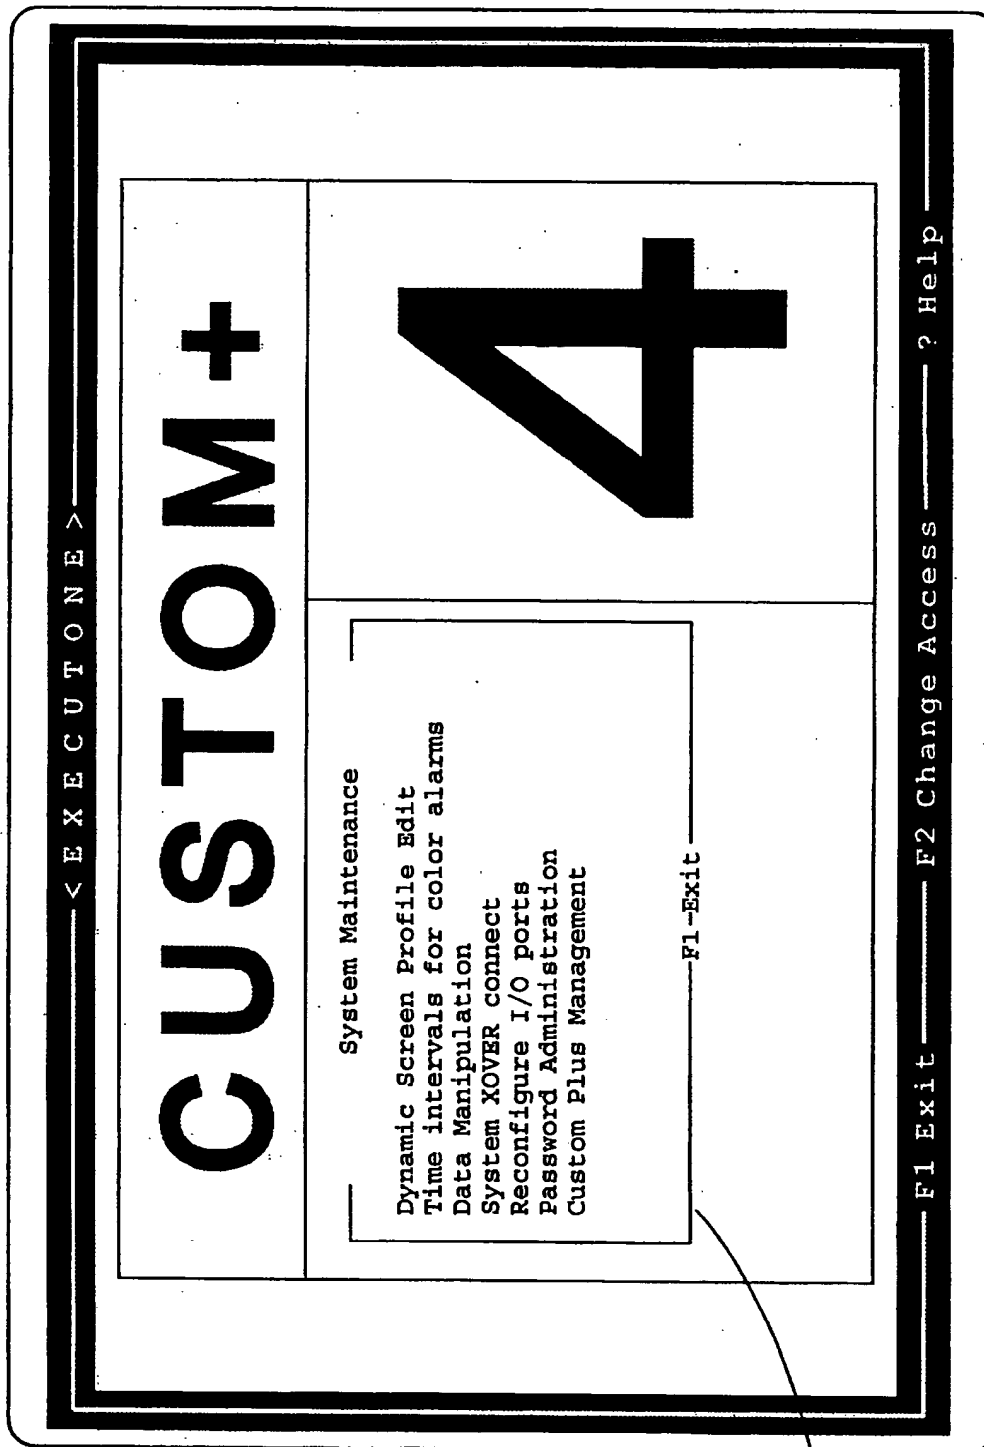 < E X E C U T O N E >
CUSTOM+
System Maintenance
Dynamic Screen Profile Edit
Time intervals for color alarms
Data Manipulation
System XOVER connect
Reconfigure I/O ports
Password Administration
Custom Plus Management
F1-Exit
4
F1 Exit F2 Change Access ? Help